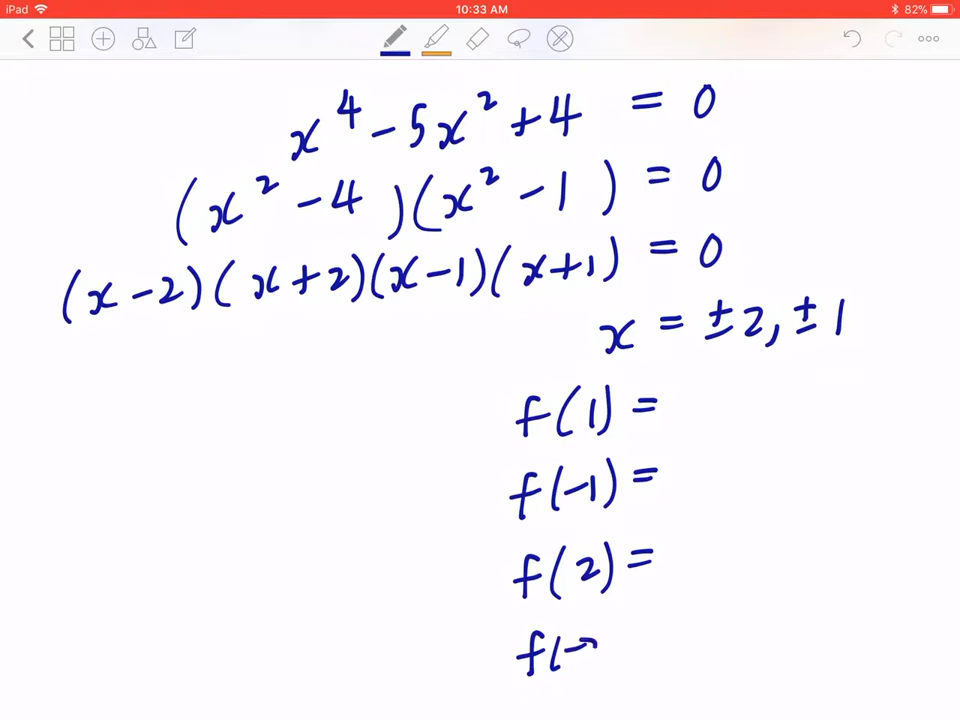 iPad 10:33 AM 82%
x⁴ - 5x² + 4 = 0
(x² - 4)(x² - 1) = 0
(x - 2)(x + 2)(x - 1)(x + 1) = 0
x = ±2, ±1
f(1) =
f(-1) =
f(2) =
f(-